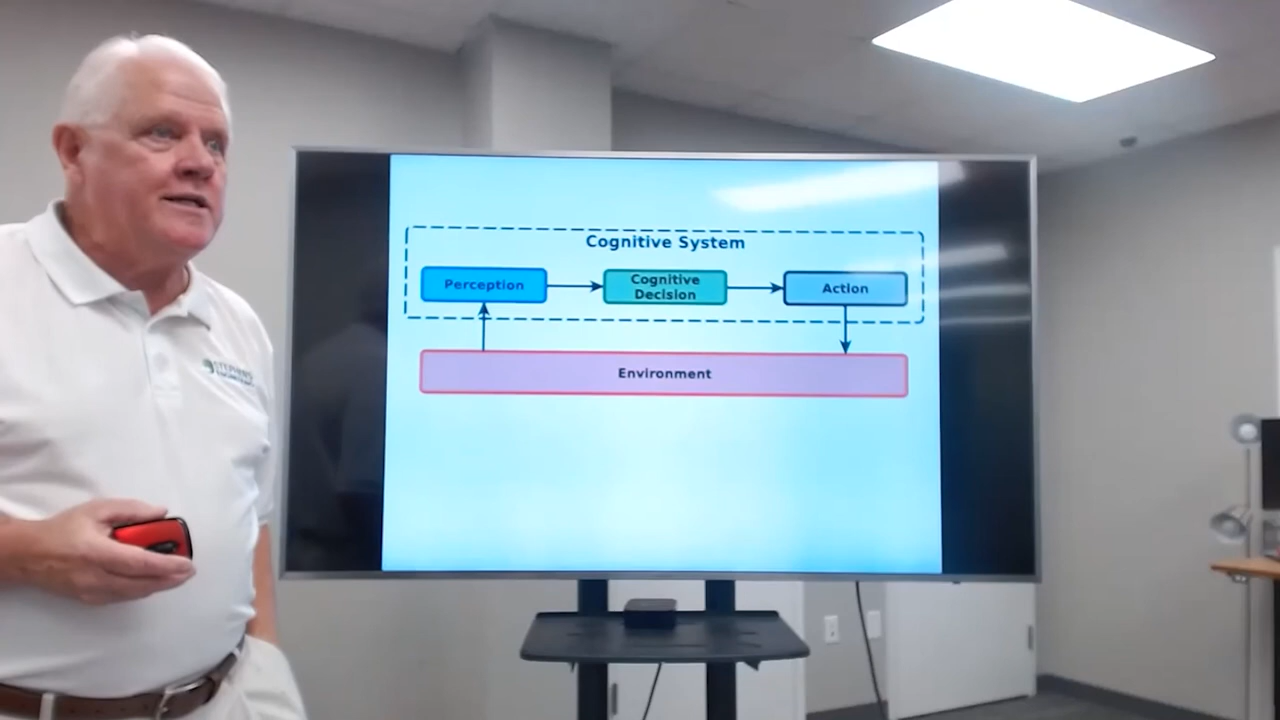 Cognitive System
Perception
Cognitive
Decision
Action
Environment